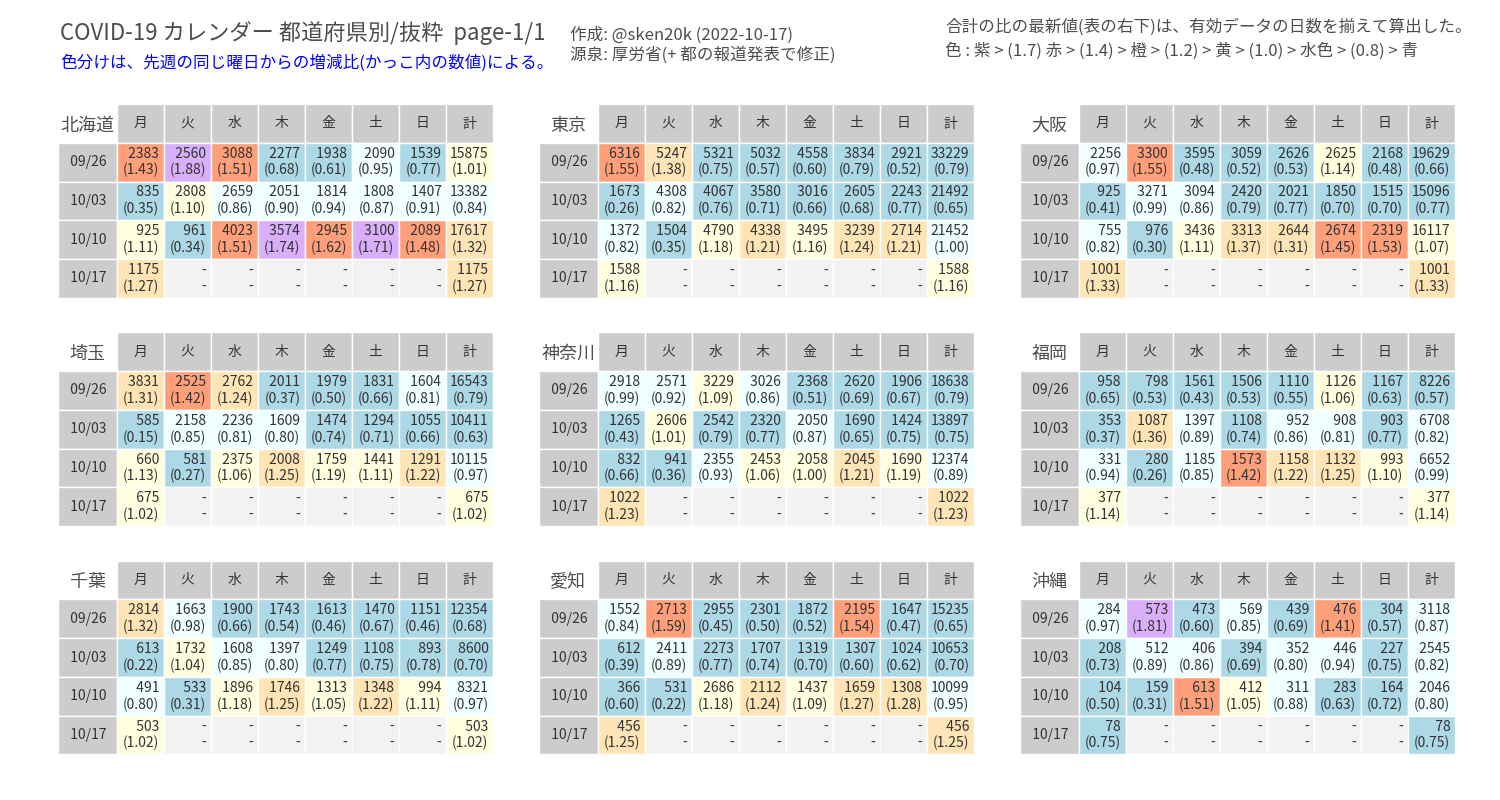 COVID-19 カレンダー 都道府県別/抜粋 page-1/1
色分けは、先週の同じ曜日からの増減比(かっこ内の数値)による。
作成: @sken20k (2022-10-17)
源泉: 厚労省(+ 都の報道発表で修正)
合計の比の最新値(表の右下)は、有効データの日数を揃えて算出した。
色 : 紫 > (1.7) 赤 > (1.4) > 橙 > (1.2) > 黄 > (1.0) > 水色 > (0.8) > 青
北海道 月 火 水 木 金 土 日 計
09/26 2383 2560 3088 2277 1938 2090 1539 15875
(1.43) (1.88) (1.51) (0.68) (0.61) (0.95) (0.77) (1.01)
10/03 835 2808 2659 2051 1814 1808 1407 13382
(0.35) (1.10) (0.86) (0.90) (0.94) (0.87) (0.91) (0.84)
10/10 925 961 4023 3574 2945 3100 2089 17617
(1.11) (0.34) (1.51) (1.74) (1.62) (1.71) (1.48) (1.32)
10/17 1175 - - - - - - 1175
(1.27) - - - - - - (1.27)
東京 月 火 水 木 金 土 日 計
09/26 6316 5247 5321 5032 4558 3834 2921 33229
(1.55) (1.38) (0.75) (0.57) (0.60) (0.79) (0.52) (0.79)
10/03 1673 4308 4067 3580 3016 2605 2243 21492
(0.26) (0.82) (0.76) (0.71) (0.66) (0.68) (0.77) (0.65)
10/10 1372 1504 4790 4338 3495 3239 2714 21452
(0.82) (0.35) (1.18) (1.21) (1.16) (1.24) (1.21) (1.00)
10/17 1588 - - - - - - 1588
(1.16) - - - - - - (1.16)
大阪 月 火 水 木 金 土 日 計
09/26 2256 3300 3595 3059 2626 2625 2168 19629
(0.97) (1.55) (0.48) (0.52) (0.53) (1.14) (0.48) (0.66)
10/03 925 3271 3094 2420 2021 1850 1515 15096
(0.41) (0.99) (0.86) (0.79) (0.77) (0.70) (0.70) (0.77)
10/10 755 976 3436 3313 2644 2674 2319 16117
(0.82) (0.30) (1.11) (1.37) (1.31) (1.45) (1.53) (1.07)
10/17 1001 - - - - - - 1001
(1.33) - - - - - - (1.33)
埼玉 月 火 水 木 金 土 日 計
09/26 3831 2525 2762 2011 1979 1831 1604 16543
(1.31) (1.42) (1.24) (0.37) (0.50) (0.66) (0.81) (0.79)
10/03 585 2158 2236 1609 1474 1294 1055 10411
(0.15) (0.85) (0.81) (0.80) (0.74) (0.71) (0.66) (0.63)
10/10 660 581 2375 2008 1759 1441 1291 10115
(1.13) (0.27) (1.06) (1.25) (1.19) (1.11) (1.22) (0.97)
10/17 675 - - - - - - 675
(1.02) - - - - - - (1.02)
神奈川 月 火 水 木 金 土 日 計
09/26 2918 2571 3229 3026 2368 2620 1906 18638
(0.99) (0.92) (1.09) (0.86) (0.51) (0.69) (0.67) (0.79)
10/03 1265 2606 2542 2320 2050 1690 1424 13897
(0.43) (1.01) (0.79) (0.77) (0.87) (0.65) (0.75) (0.75)
10/10 832 941 2355 2453 2058 2045 1690 12374
(0.66) (0.36) (0.93) (1.06) (1.00) (1.21) (1.19) (0.89)
10/17 1022 - - - - - - 1022
(1.23) - - - - - - (1.23)
福岡 月 火 水 木 金 土 日 計
09/26 958 798 1561 1506 1110 1126 1167 8226
(0.65) (0.53) (0.43) (0.53) (0.55) (1.06) (0.63) (0.57)
10/03 353 1087 1397 1108 952 908 903 6708
(0.37) (1.36) (0.89) (0.74) (0.86) (0.81) (0.77) (0.82)
10/10 331 280 1185 1573 1158 1132 993 6652
(0.94) (0.26) (0.85) (1.42) (1.22) (1.25) (1.10) (0.99)
10/17 377 - - - - - - 377
(1.14) - - - - - - (1.14)
千葉 月 火 水 木 金 土 日 計
09/26 2814 1663 1900 1743 1613 1470 1151 12354
(1.32) (0.98) (0.66) (0.54) (0.46) (0.67) (0.46) (0.68)
10/03 613 1732 1608 1397 1249 1108 893 8600
(0.22) (1.04) (0.85) (0.80) (0.77) (0.75) (0.78) (0.70)
10/10 491 533 1896 1746 1313 1348 994 8321
(0.80) (0.31) (1.18) (1.25) (1.05) (1.22) (1.11) (0.97)
10/17 503 - - - - - - 503
(1.02) - - - - - - (1.02)
愛知 月 火 水 木 金 土 日 計
09/26 1552 2713 2955 2301 1872 2195 1647 15235
(0.84) (1.59) (0.45) (0.50) (0.52) (1.54) (0.47) (0.65)
10/03 612 2411 2273 1707 1319 1307 1024 10653
(0.39) (0.89) (0.77) (0.74) (0.70) (0.60) (0.62) (0.70)
10/10 366 531 2686 2112 1437 1659 1308 10099
(0.60) (0.22) (1.18) (1.24) (1.09) (1.27) (1.28) (0.95)
10/17 456 - - - - - - 456
(1.25) - - - - - - (1.25)
沖縄 月 火 水 木 金 土 日 計
09/26 284 573 473 569 439 476 304 3118
(0.97) (1.81) (0.60) (0.85) (0.69) (1.41) (0.57) (0.87)
10/03 208 512 406 394 352 446 227 2545
(0.73) (0.89) (0.86) (0.69) (0.80) (0.94) (0.75) (0.82)
10/10 104 159 613 412 311 283 164 2046
(0.50) (0.31) (1.51) (1.05) (0.88) (0.63) (0.72) (0.80)
10/17 78 - - - - - - 78
(0.75) - - - - - - (0.75)